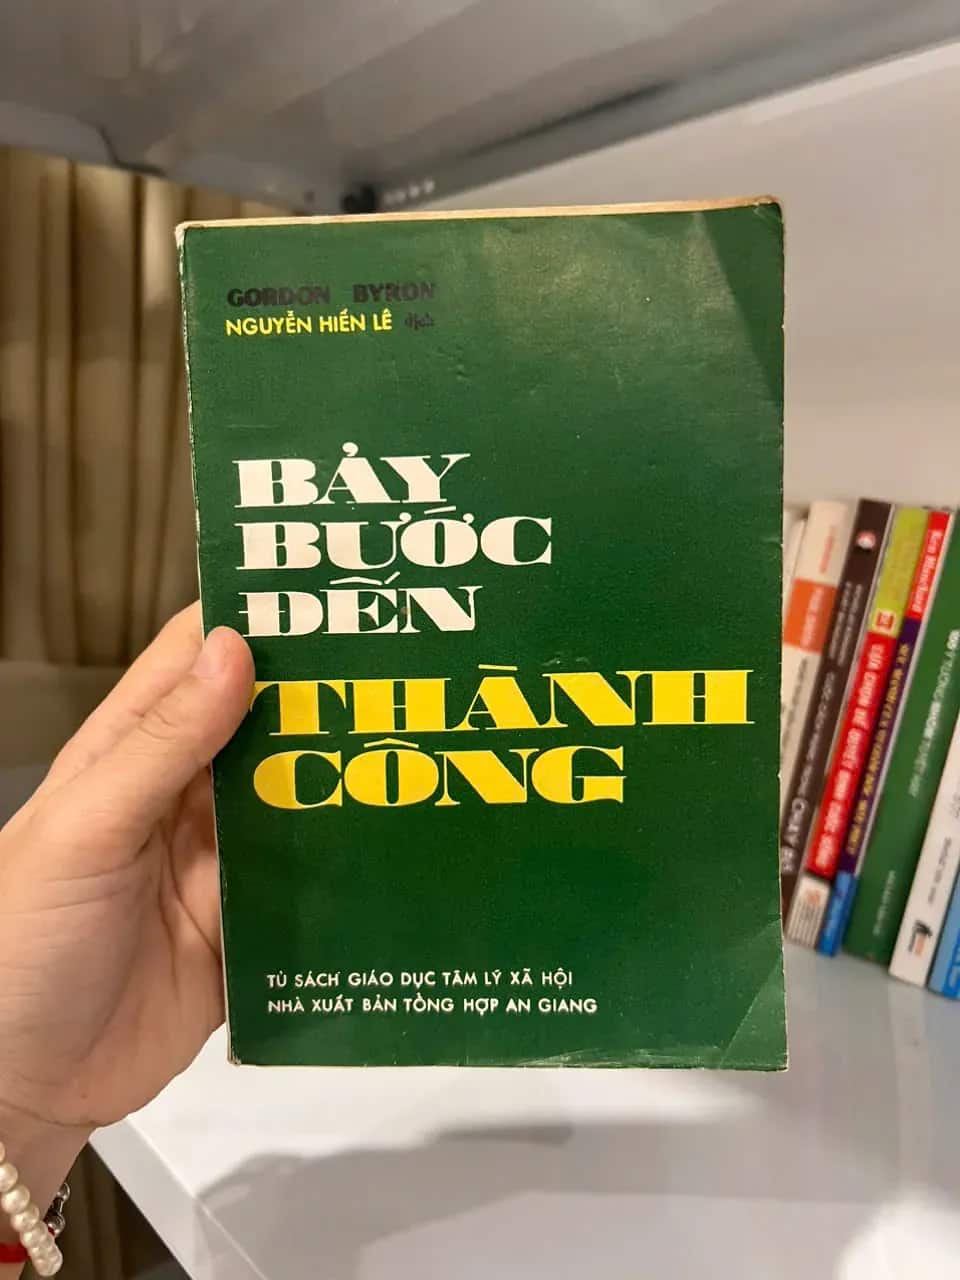 GORDON BYRON
NGUYỄN HIẾN LÊ dịch
BẢY
BƯỚC
ĐẾN
THÀNH
CÔNG
TỦ SÁCH GIÁO DỤC TÂM LÝ XÃ HỘI
NHÀ XUẤT BẢN TỔNG HỢP AN GIANG